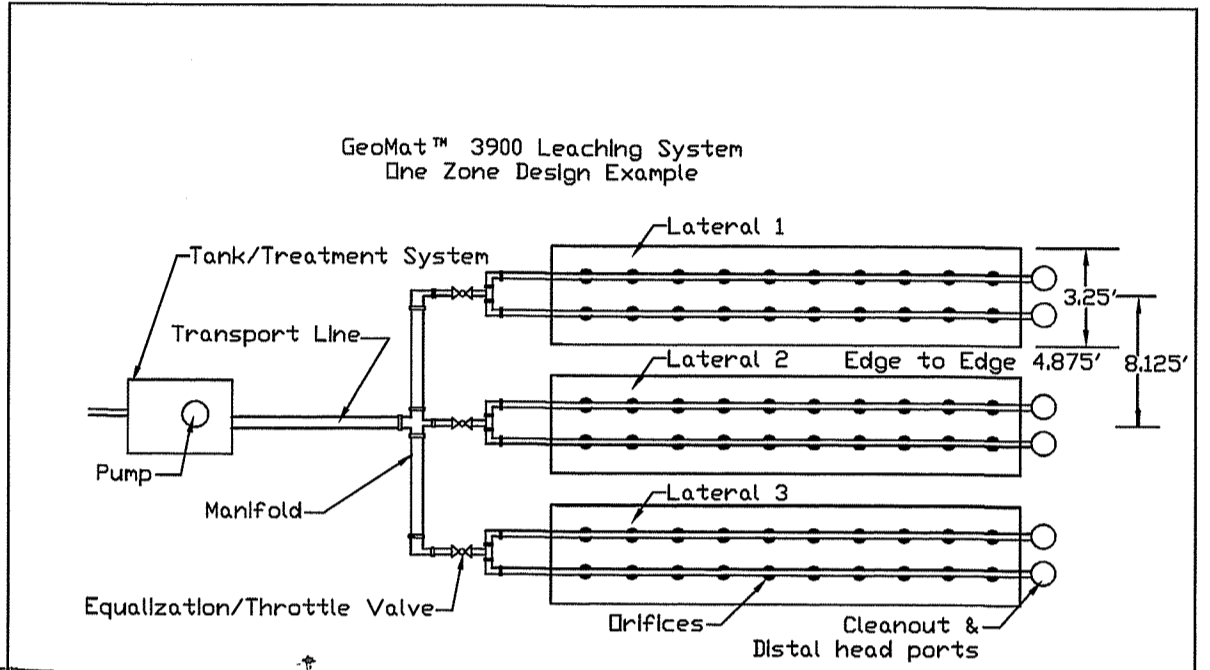 GeoMat™ 3900 Leaching System
One Zone Design Example
Lateral 1
Tank/Treatment System
3.25'
Transport Line
Lateral 2
Edge to Edge 4.875'
8.125'
Pump
Manifold
Lateral 3
Equalization/Throttle Valve
Orifices
Cleanout &
Distal head ports